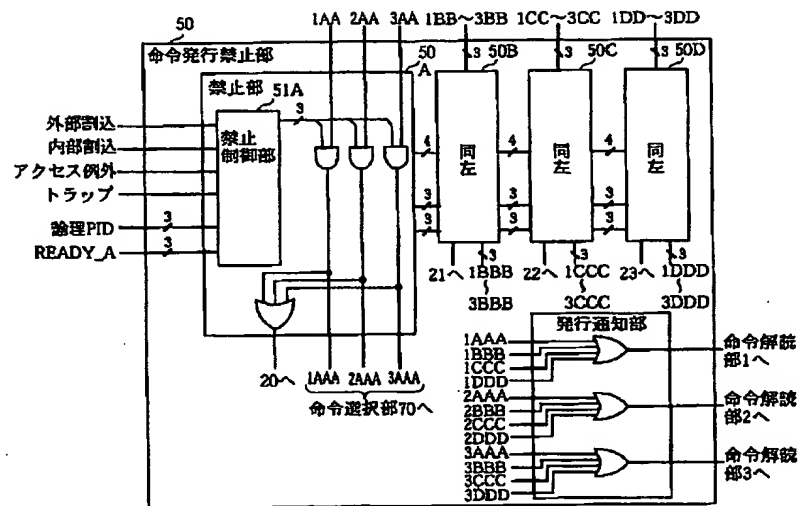 50
1AA 2AA 3AA
1BB～3BB
1CC～3CC
1DD～3DD
命令発行禁止部
50A
3
50B
3
50C
3
50D
禁止部
51A
3
禁止
制御部
外部割込
内部割込
アクセス例外
トラップ
論理PID
3
READY_A
3
4
3
3
同左
4
3
3
同左
4
3
3
同左
20へ
1AAA 2AAA 3AAA
命令選択部70へ
21へ
3
1BBB
～
3BBB
22へ
3
1CCC
～
3CCC
23へ
3
1DDD
～
3DDD
発行通知部
1AAA
1BBB
1CCC
1DDD
命令解読
部1へ
2AAA
2BBB
2CCC
2DDD
命令解読
部2へ
3AAA
3BBB
3CCC
3DDD
命令解読
部3へ